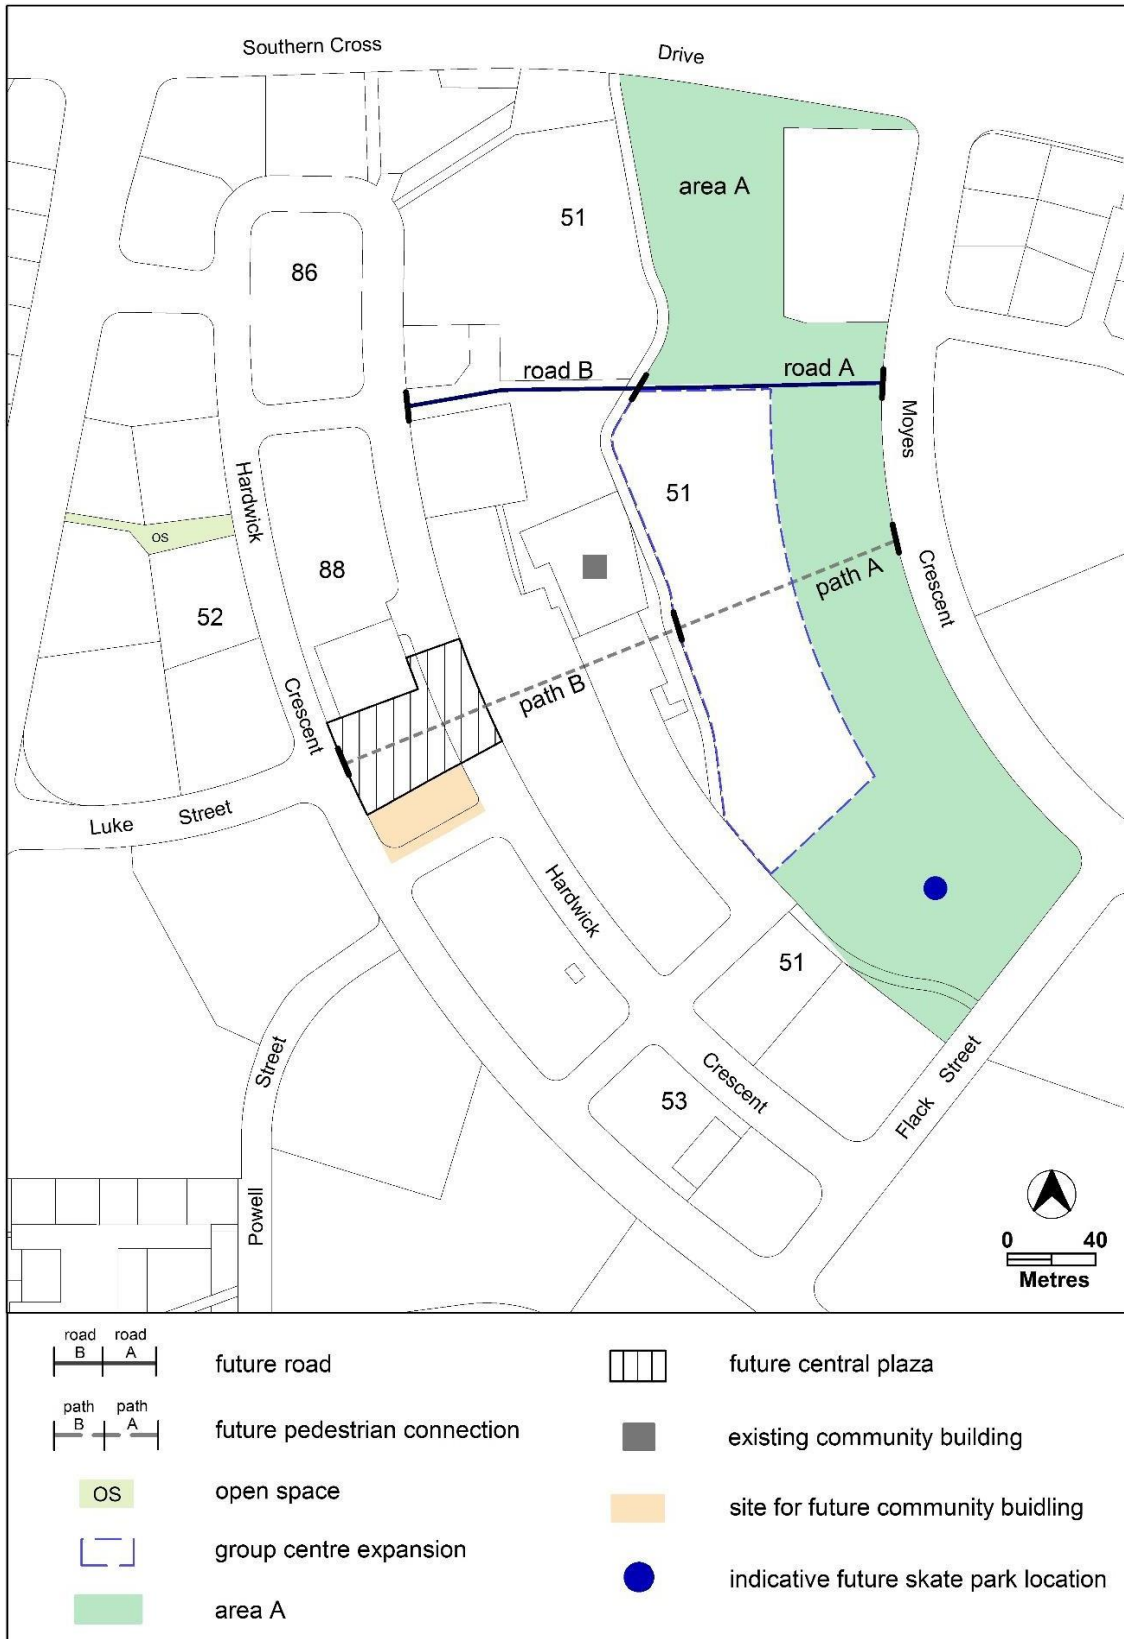 Southern Cross
Drive
area A
51
86
road B
road A
Moyes
Hardwick
51
OS
88
path A
Crescent
52
path B
Crescent
Luke Street
Hardwick
51
Street
Crescent
Flack Street
53
Powell
0 40
Metres
road road
B A
future road
path path
B A
future pedestrian connection
OS
open space
group centre expansion
area A
future central plaza
existing community building
site for future community buidling
indicative future skate park location